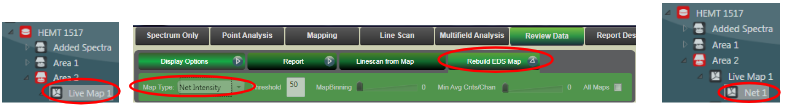 HEMT 1517
Added Spectra
Area 1
Area 2
Live Map 1
Spectrum Only Point Analysis Mapping Line Scan Multifield Analysis Review Data Report Des
Display Options Report Linescan from Map Rebuild EDS Map
Map Type: Net Intensity Threshold 50 MapBinning 0 Min Avg Cnts/Chan 0 All Maps
HEMT 1517
Added Spectra
Area 1
Area 2
Live Map 1
Net 1